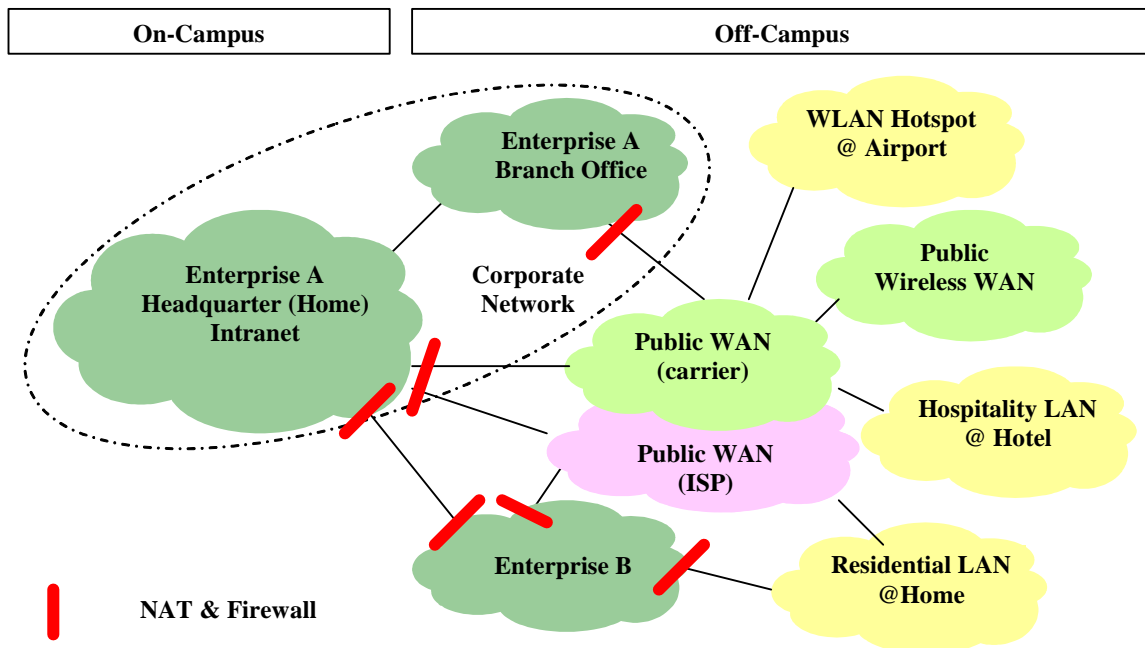 On-Campus
Off-Campus
WLAN Hotspot
@ Airport
Enterprise A
Branch Office
Public
Wireless WAN
Enterprise A
Headquarter (Home)
Intranet
Corporate
Network
Public WAN
(carrier)
Hospitality LAN
@ Hotel
Public WAN
(ISP)
Enterprise B
Residential LAN
@Home
NAT & Firewall